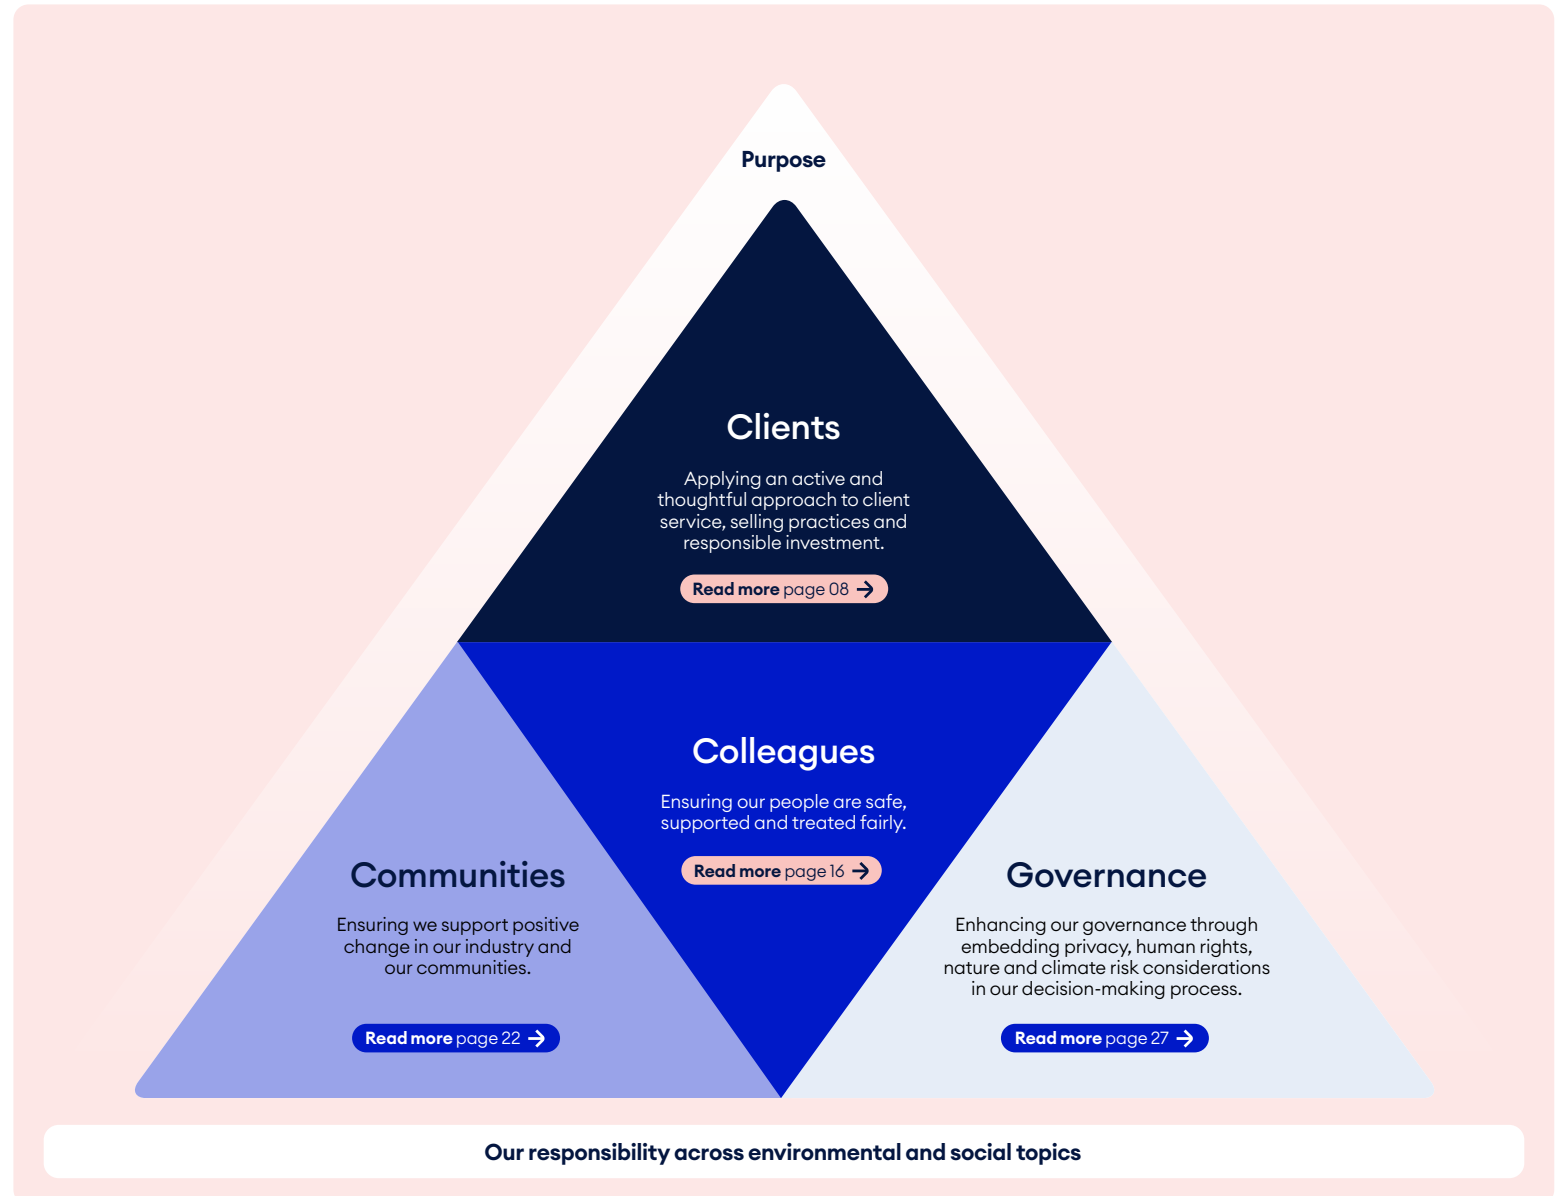 Purpose
Clients
Applying an active and
thoughtful approach to client
service, selling practices and
responsible investment.
Read more page 08
Colleagues
Ensuring our people are safe,
supported and treated fairly.
Read more page 16
Communities
Ensuring we support positive
change in our industry and
our communities.
Read more page 22
Governance
Enhancing our governance through
embedding privacy, human rights,
nature and climate risk considerations
in our decision-making process.
Read more page 27
Our responsibility across environmental and social topics